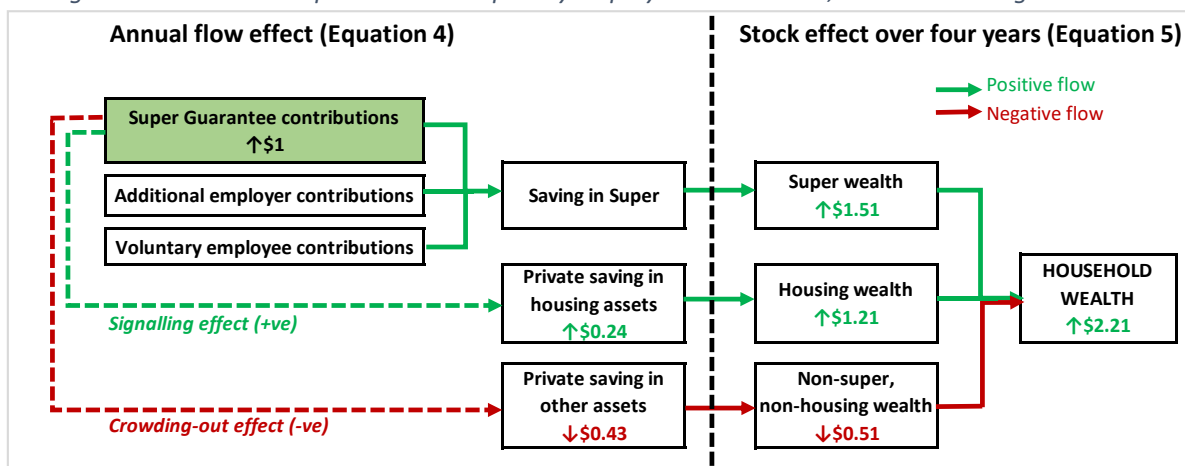 Annual flow effect (Equation 4)
Stock effect over four years (Equation 5)
Positive flow
Negative flow
Super Guarantee contributions
↑$1
Additional employer contributions
Voluntary employee contributions
Saving in Super
Super wealth
↑$1.51
Private saving in
housing assets
↑$0.24
Housing wealth
↑$1.21
HOUSEHOLD
WEALTH
↑$2.21
Signalling effect (+ve)
Private saving in
other assets
↓$0.43
Non-super,
non-housing wealth
↓$0.51
Crowding-out effect (-ve)